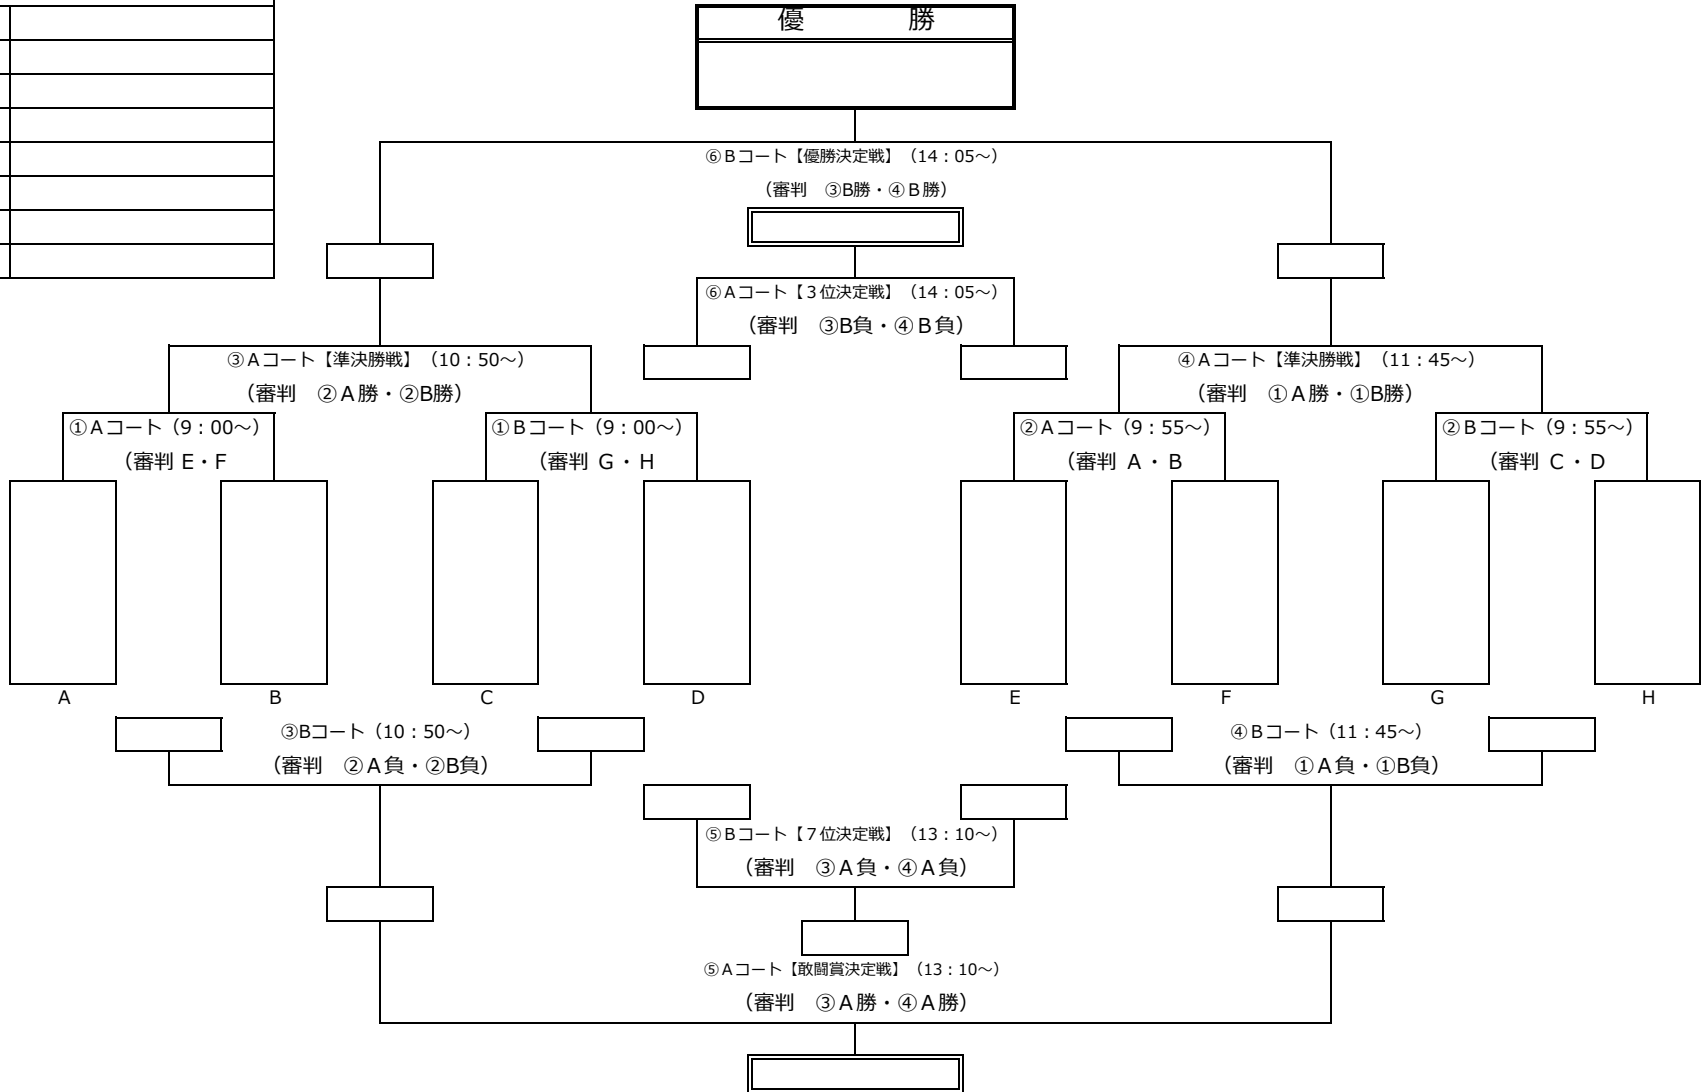 優　勝
⑥Ｂコート【優勝決定戦】（14：05～）
（審判　③B勝・④Ｂ勝）
⑥Ａコート【３位決定戦】（14：05～）
（審判　③B負・④Ｂ負）
③Ａコート【準決勝戦】（10：50～）
（審判　②Ａ勝・②B勝）
④Ａコート【準決勝戦】（11：45～）
（審判　①Ａ勝・①B勝）
①Ａコート（9：00～）
（審判 E・F
①Ｂコート（9：00～）
（審判 G・H
②Ａコート（9：55～）
（審判 A・B
②Ｂコート（9：55～）
（審判 C・D
A
B
C
D
E
F
G
H
③Bコート（10：50～）
（審判　②Ａ負・②B負）
④Ｂコート（11：45～）
（審判　①Ａ負・①B負）
⑤Ｂコート【７位決定戦】（13：10～）
（審判　③Ａ負・④Ａ負）
⑤Ａコート【敢闘賞決定戦】（13：10～）
（審判　③Ａ勝・④Ａ勝）